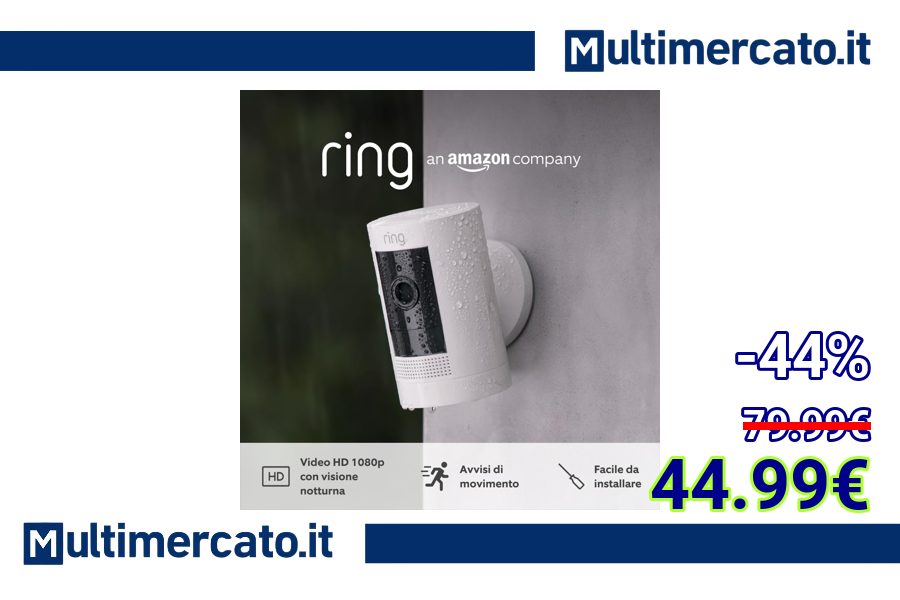 Multimercato.it
ring an amazon company
ring
-44%
79.99€
44.99€
HD
Video HD 1080p
con visione
notturna
Avvisi di
movimento
Facile da
installare
Multimercato.it